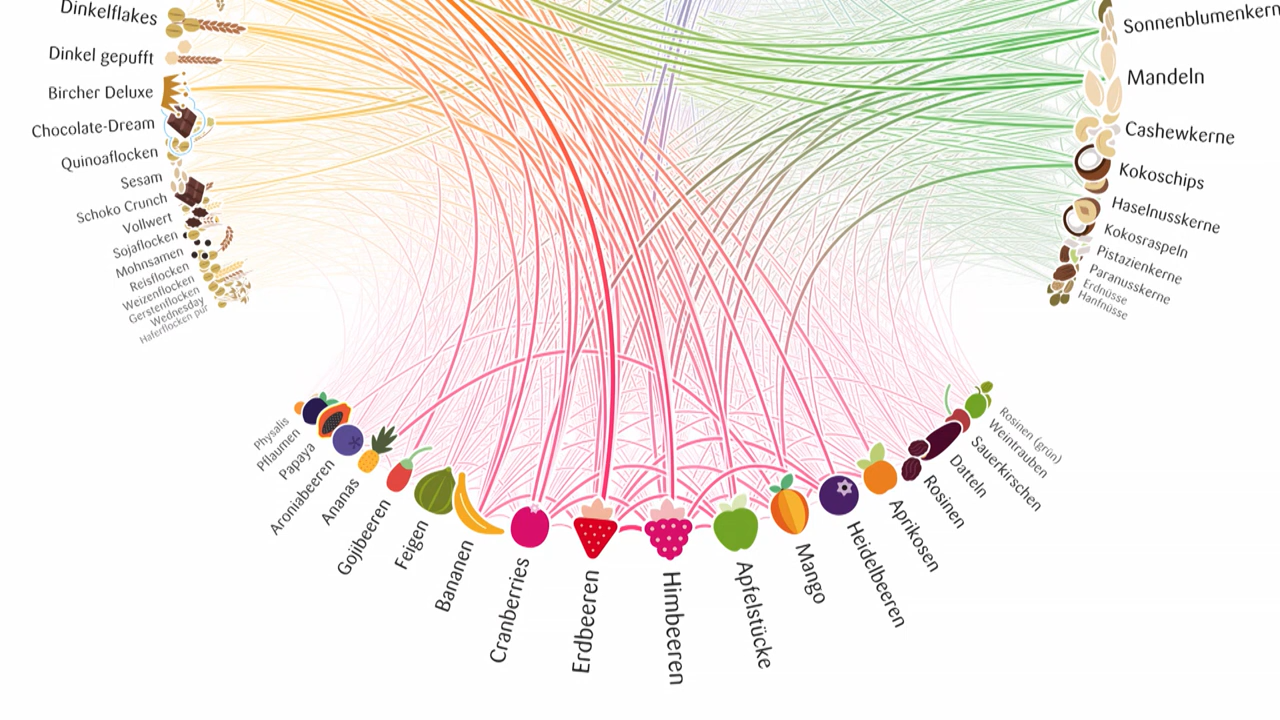 Dinkelflakes
Dinkel gepufft
Bircher Deluxe
Chocolate-Dream
Quinoaflocken
Sesam
Schoko Crunch
Vollwert
Sojaflocken
Mohnsamen
Reisflocken
Weizenflocken
Gerstenflocken
Wednesday
Haferflocken pur
Physalis
Pflaumen
Papaya
Aroniabeeren
Ananas
Gojibeeren
Feigen
Bananen
Cranberries
Erdbeeren
Himbeeren
Apfelstücke
Mango
Heidelbeeren
Aprikosen
Rosinen
Datteln
Sauerkirschen
Weintrauben
Rosinen (grün)
Sonnenblumenkern
Mandeln
Cashewkerne
Kokoschips
Haselnusskerne
Kokosraspeln
Pistazienkerne
Paranusskerne
Erdnüsse
Hanfnüsse